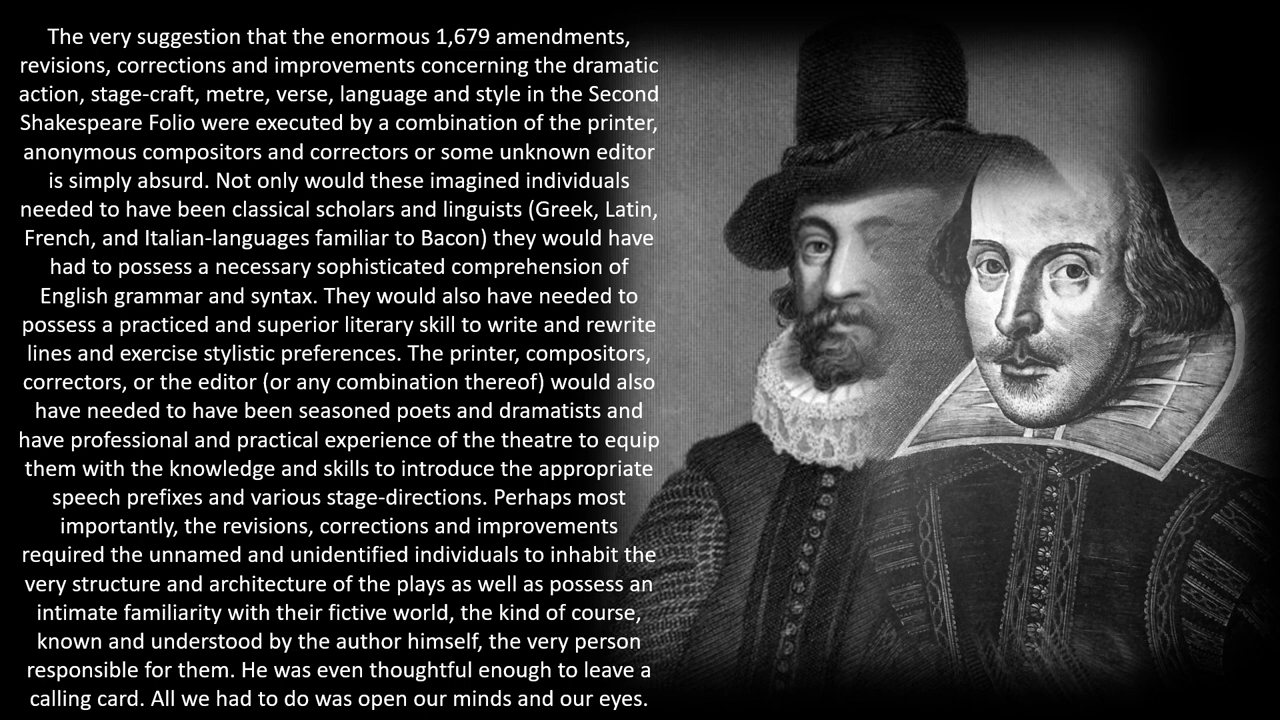 The very suggestion that the enormous 1,679 amendments,
revisions, corrections and improvements concerning the dramatic
action, stage-craft, metre, verse, language and style in the Second
Shakespeare Folio were executed by a combination of the printer,
anonymous compositors and correctors or some unknown editor
is simply absurd. Not only would these imagined individuals
needed to have been classical scholars and linguists (Greek, Latin,
French, and Italian-languages familiar to Bacon) they would have
had to possess a necessary sophisticated comprehension of
English grammar and syntax. They would also have needed to
possess a practiced and superior literary skill to write and rewrite
lines and exercise stylistic preferences. The printer, compositors,
correctors, or the editor (or any combination thereof) would also
have needed to have been seasoned poets and dramatists and
have professional and practical experience of the theatre to equip
them with the knowledge and skills to introduce the appropriate
speech prefixes and various stage-directions. Perhaps most
importantly, the revisions, corrections and improvements
required the unnamed and unidentified individuals to inhabit the
very structure and architecture of the plays as well as possess an
intimate familiarity with their fictive world, the kind of course,
known and understood by the author himself, the very person
responsible for them. He was even thoughtful enough to leave a
calling card. All we had to do was open our minds and our eyes.